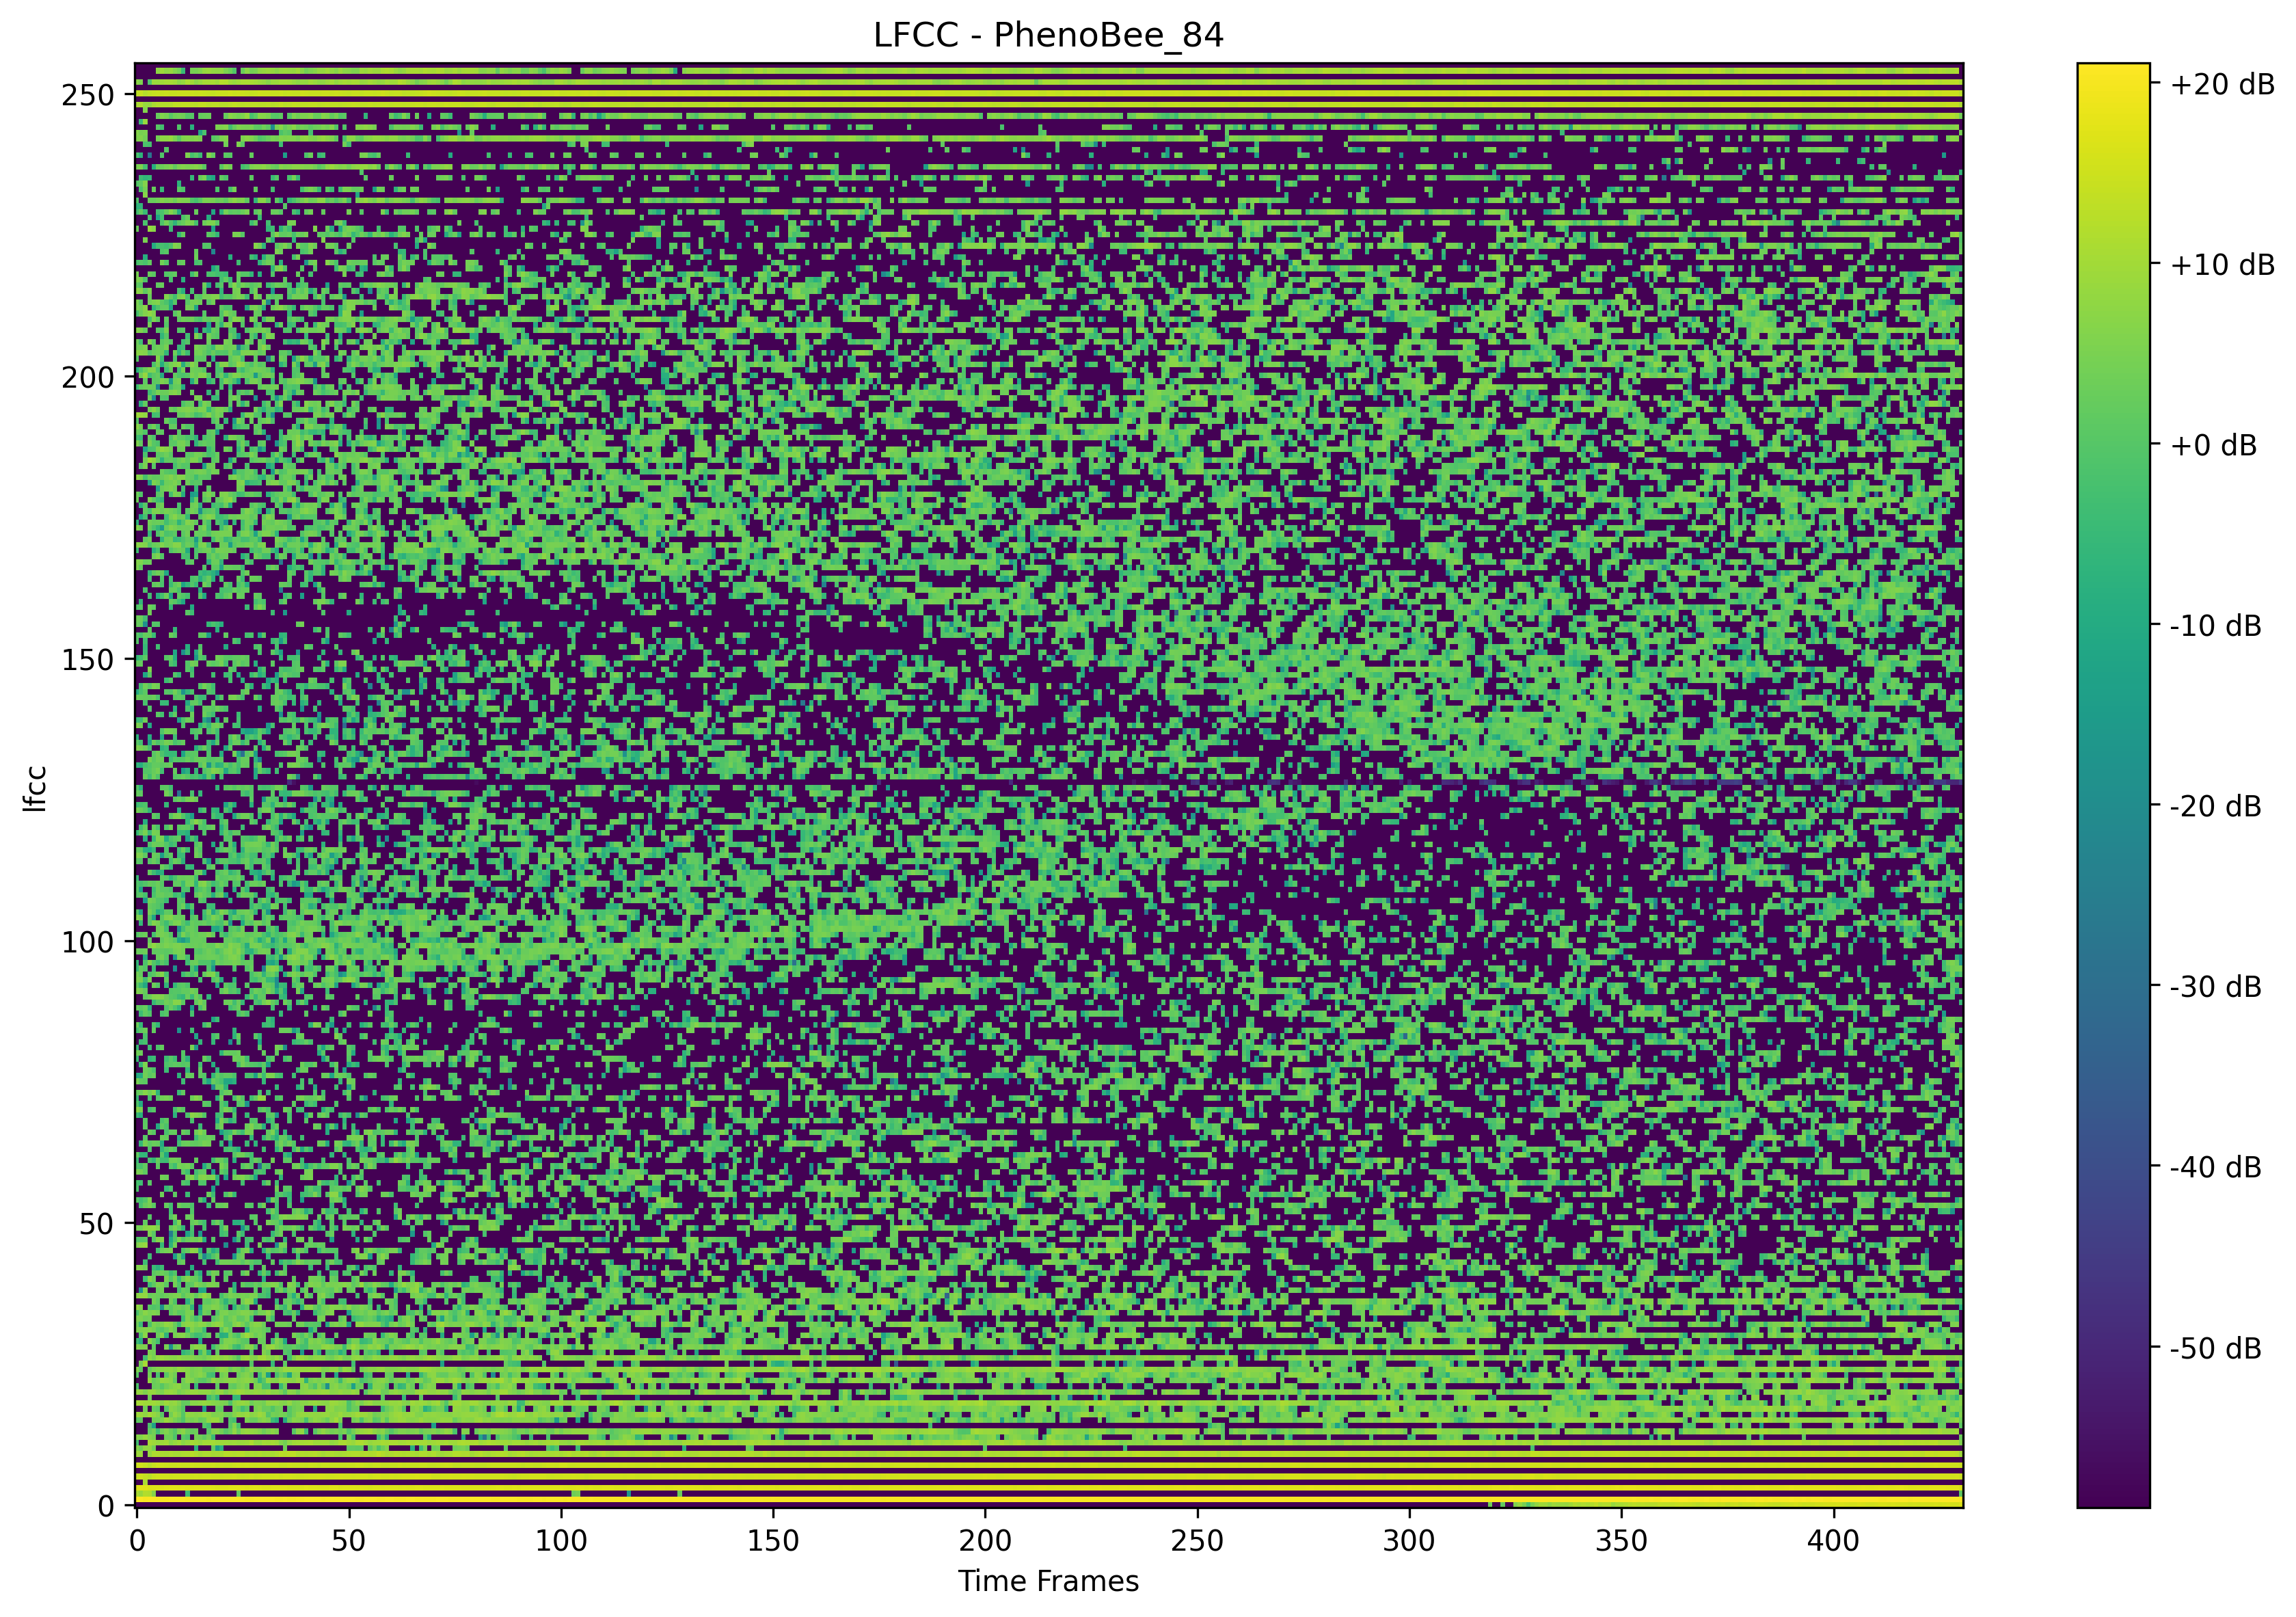 LFCC - PhenoBee_84
250
200
150
100
50
0
lfcc
0 50 100 150 200 250 300 350 400
Time Frames
+20 dB
+10 dB
+0 dB
-10 dB
-20 dB
-30 dB
-40 dB
-50 dB